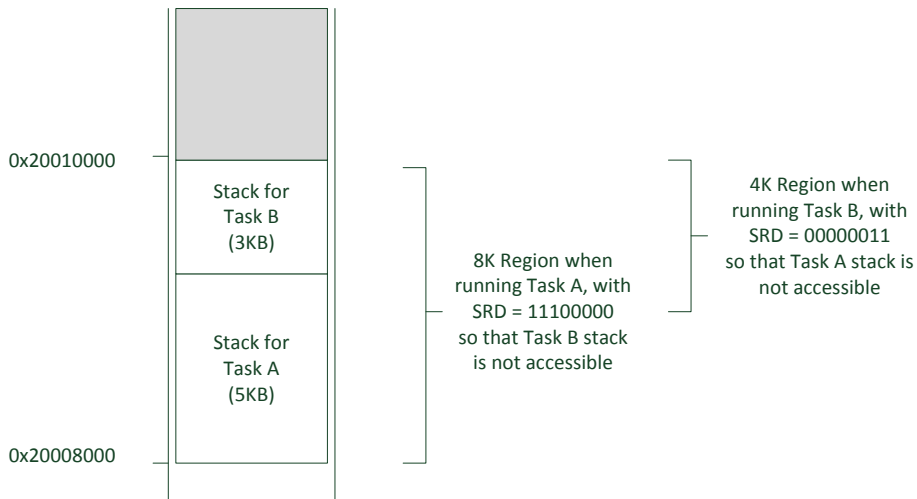 0x20010000
Stack for
Task B
(3KB)
Stack for
Task A
(5KB)
0x20008000
8K Region when
running Task A, with
SRD = 11100000
so that Task B stack
is not accessible
4K Region when
running Task B, with
SRD = 00000011
so that Task A stack is
not accessible